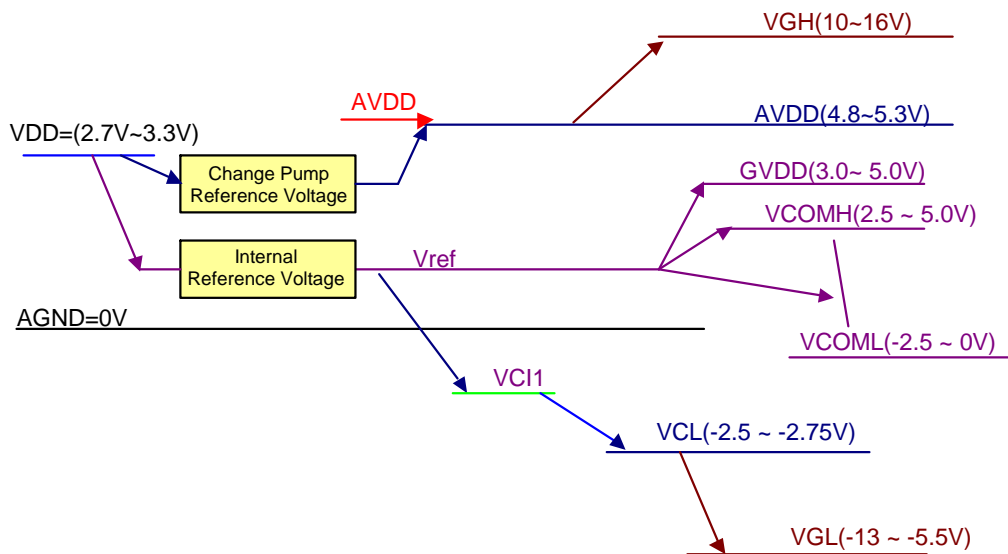 VGH(10~16V)
AVDD
AVDD(4.8~5.3V)
VDD=(2.7V~3.3V)
Change Pump
Reference Voltage
GVDD(3.0~ 5.0V)
VCOMH(2.5 ~ 5.0V)
Internal
Reference Voltage
Vref
AGND=0V
VCOML(-2.5 ~ 0V)
VCI1
VCL(-2.5 ~ -2.75V)
VGL(-13 ~ -5.5V)